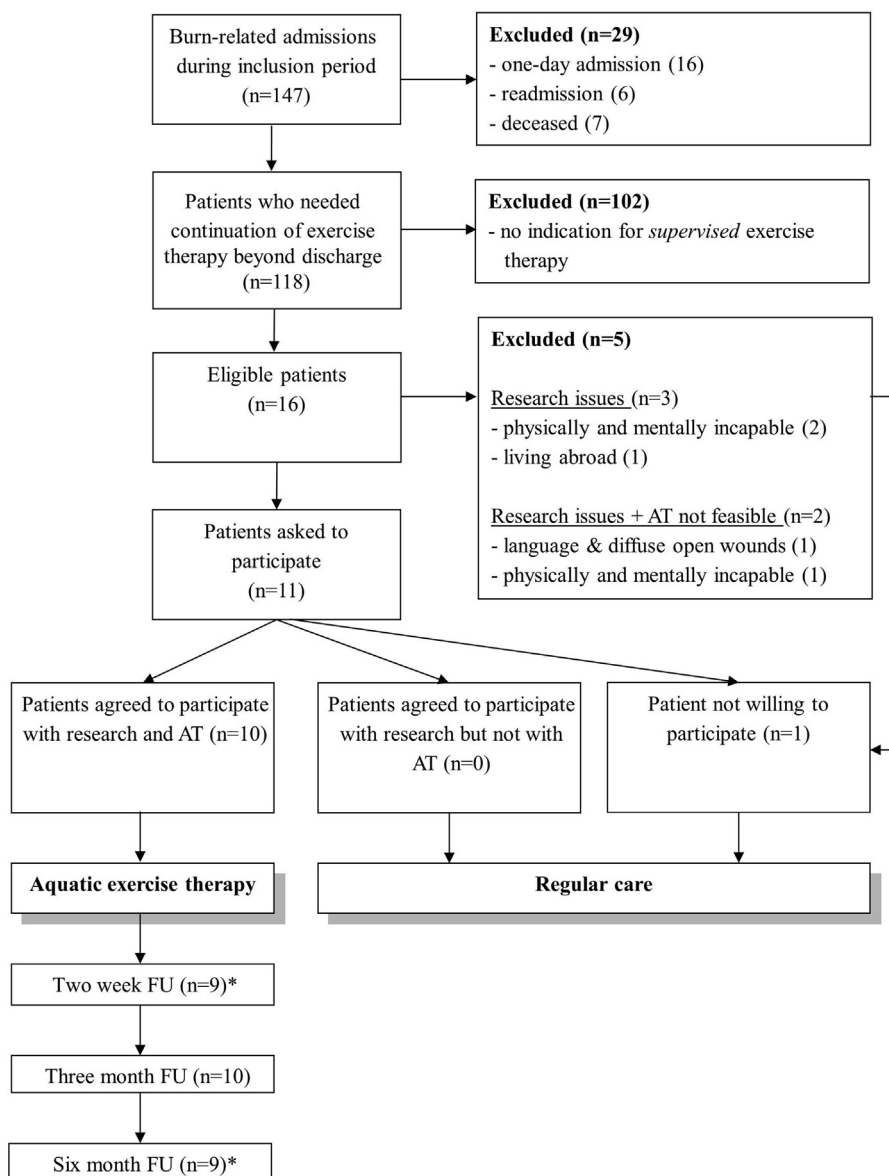 Burn-related admissions
during inclusion period
(n=147)
Excluded (n=29)
- one-day admission (16)
- readmission (6)
- deceased (7)
Patients who needed
continuation of exercise
therapy beyond discharge
(n=118)
Excluded (n=102)
- no indication for supervised exercise
therapy
Eligible patients
(n=16)
Excluded (n=5)
Research issues (n=3)
- physically and mentally incapable (2)
- living abroad (1)
Research issues + AT not feasible (n=2)
- language & diffuse open wounds (1)
- physically and mentally incapable (1)
Patients asked to
participate
(n=11)
Patients agreed to participate
with research and AT (n=10)
Patients agreed to participate
with research but not with
AT (n=0)
Patient not willing to
participate (n=1)
Aquatic exercise therapy
Regular care
Two week FU (n=9)*
Three month FU (n=10)
Six month FU (n=9)*